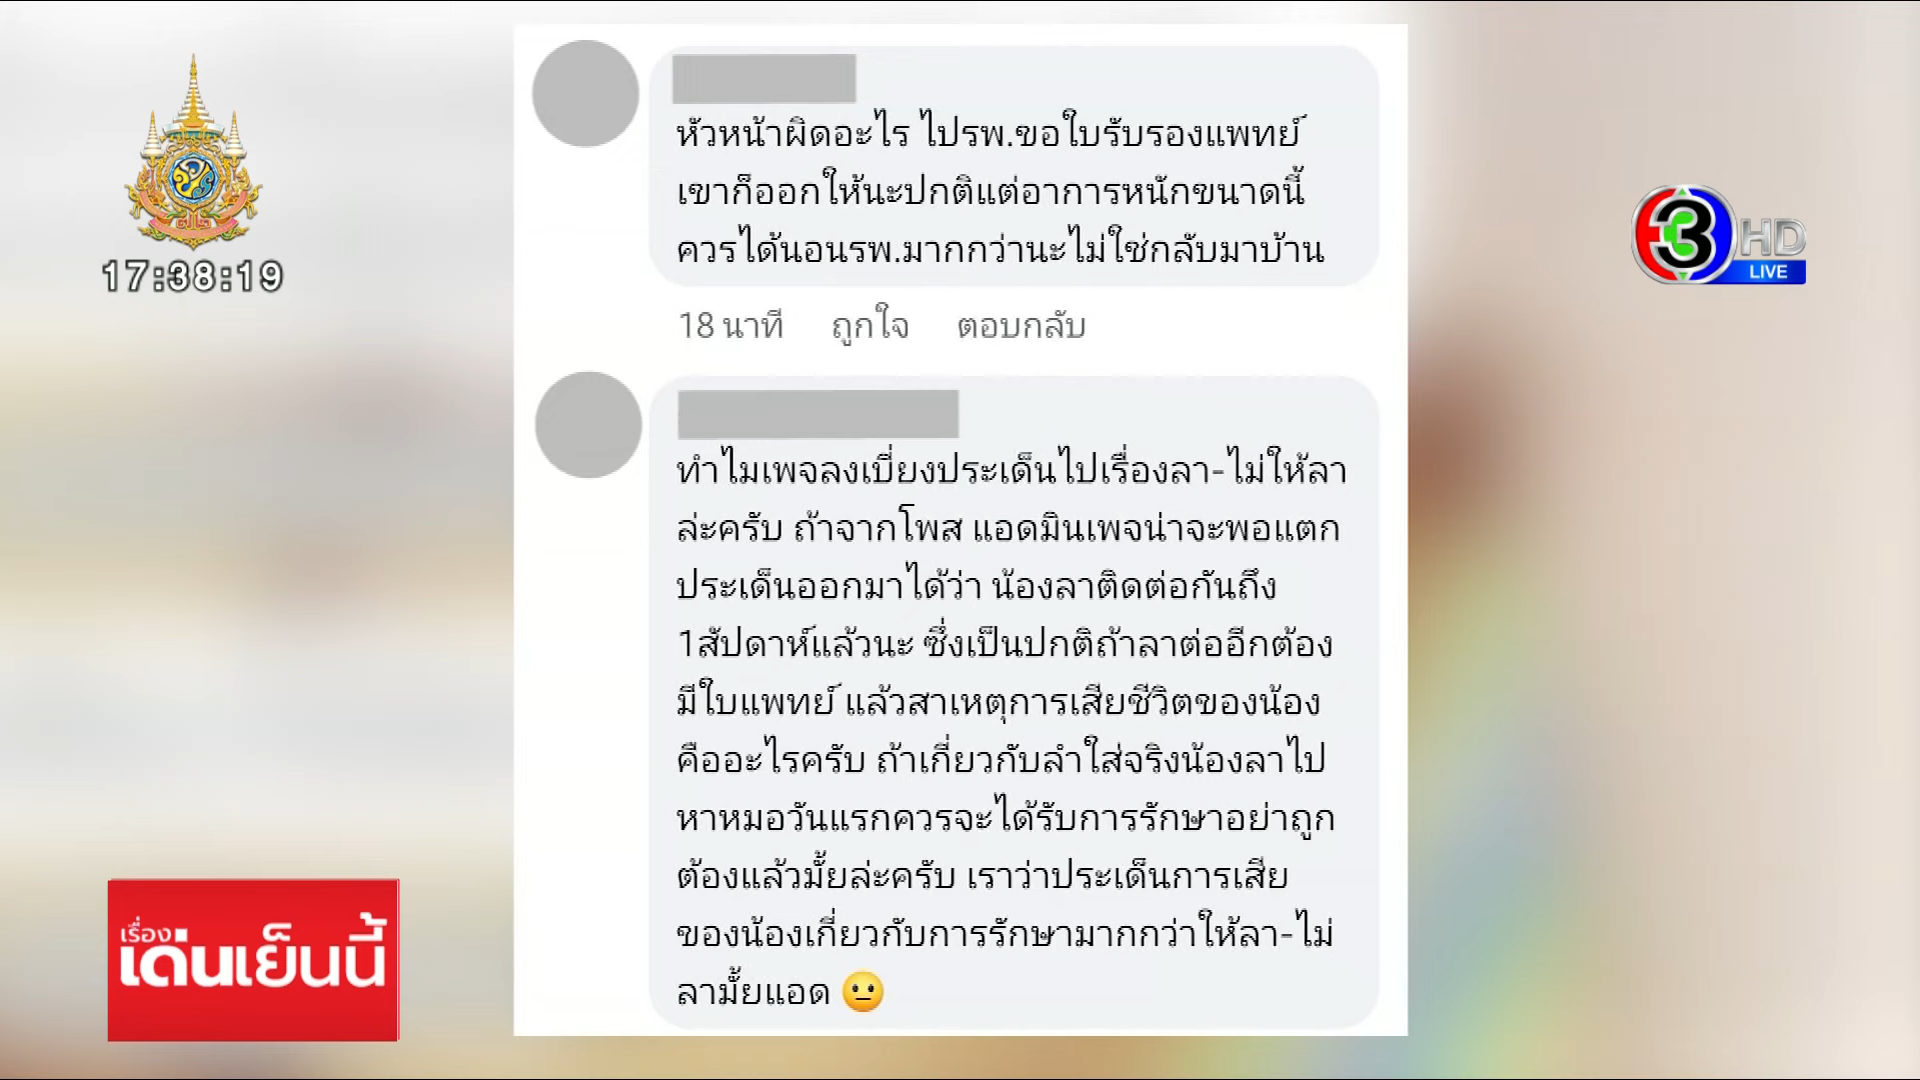 17:38:19
3HD
LIVE
หัวหน้าผิดอะไร ไปรพ.ขอใบรับรองแพทย์
เขาก็ออกให้นะปกติแต่อาการหนักขนาดนี้
ควรได้นอนรพ.มากกว่านะไม่ใช่กลับมาบ้าน
18 นาที ถูกใจ ตอบกลับ
ทำไมเพจลงเบี่ยงประเด็นไปเรื่องลา-ไม่ให้ลา
ล่ะครับ ถ้าจากโพส แอดมินเพจน่าจะพอแตก
ประเด็นออกมาได้ว่า น้องลาติดต่อกันถึง
1สัปดาห์แล้วนะ ซึ่งเป็นปกติถ้าลาต่ออีกต้อง
มีใบแพทย์ แล้วสาเหตุการเสียชีวิตของน้อง
คืออะไรครับ ถ้าเกี่ยวกับลำใส่จริงน้องลาไป
หาหมอวันแรกควรจะได้รับการรักษาอย่าถูก
ต้องแล้วมั้ยล่ะครับ เราว่าประเด็นการเสีย
ของน้องเกี่ยวกับการรักษามากกว่าให้ลา-ไม่
ลามั้ยแอด 😐
เรื่อง
เด่นเย็นนี้